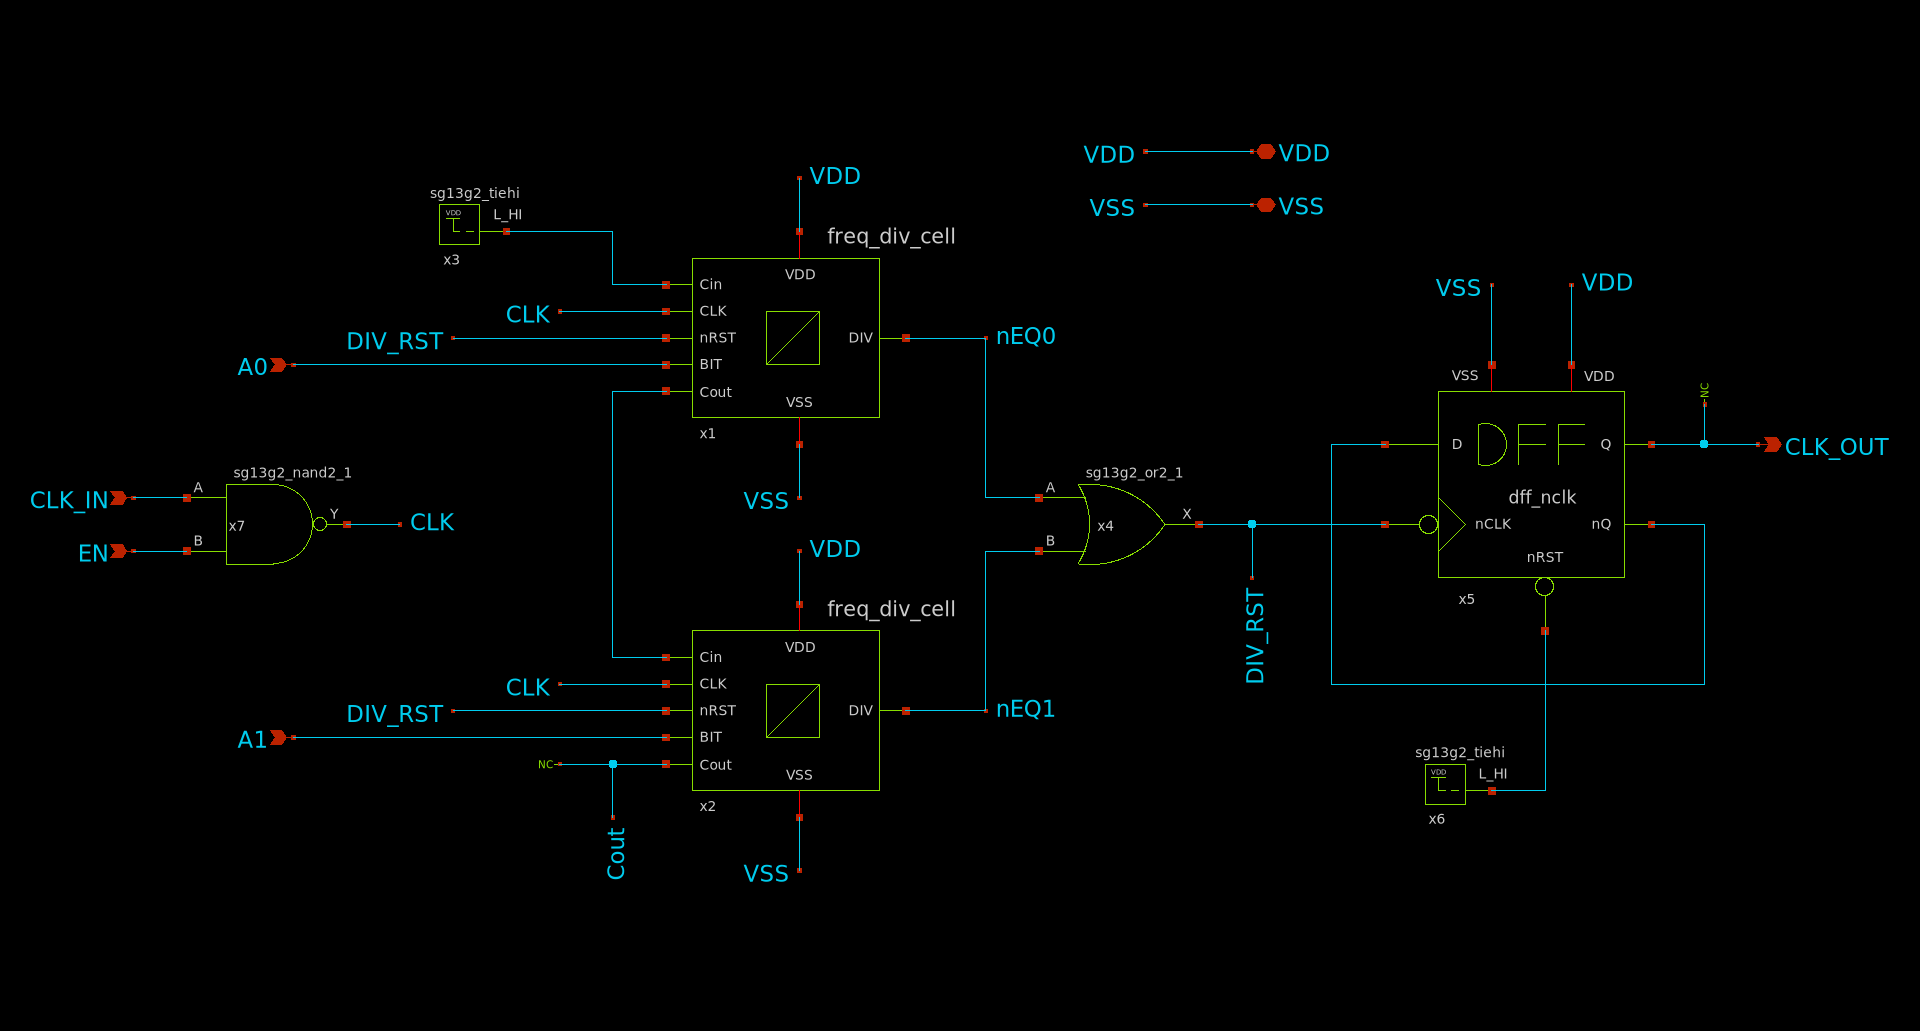 VDD
VDD
VSS
VSS
sg13g2_tiehi
VDD
L_HI
x3
VDD
freq_div_cell
VDD
Cin
CLK
CLK
DIV_RST
nRST
DIV
nEQ0
A0
BIT
Cout
VSS
x1
VSS
sg13g2_nand2_1
CLK_IN
A
x7
Y
CLK
EN
B
sg13g2_or2_1
A
x4
X
B
DIV_RST
VSS
VDD
VSS
VDD
NC
D
Q
CLK_OUT
dff_nclk
nCLK
nQ
nRST
x5
VDD
freq_div_cell
VDD
Cin
CLK
CLK
DIV_RST
nRST
DIV
nEQ1
A1
BIT
NC
Cout
VSS
x2
Cout
VSS
sg13g2_tiehi
VDD
L_HI
x6